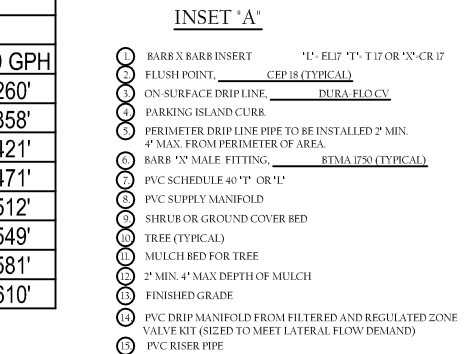 INSET "A"
GPH
260'
358'
421'
471'
512'
549'
581'
610'
1. BARB X BARB INSERT "L"= EL17 "T"= T 17 OR "X"=CR 17
2. FLUSH POINT, CEP 18 (TYPICAL)
3. ON-SURFACE DRIP LINE, DURA-FLO CV
4. PARKING ISLAND CURB.
5. PERIMETER DRIP LINE PIPE TO BE INSTALLED 2" MIN.
4" MAX. FROM PERIMETER OF AREA.
6. BARB "X" MALE FITTING, BTMA 1750 (TYPICAL)
7. PVC SCHEDULE 40 "T" OR "L"
8. PVC SUPPLY MANIFOLD
9. SHRUB OR GROUND COVER BED
10. TREE (TYPICAL)
11. MULCH BED FOR TREE
12. 2" MIN. 4" MAX DEPTH OF MULCH
13. FINISHED GRADE
14. PVC DRIP MANIFOLD FROM FILTERED AND REGULATED ZONE
VALVE KIT (SIZED TO MEET LATERAL FLOW DEMAND)
15. PVC RISER PIPE